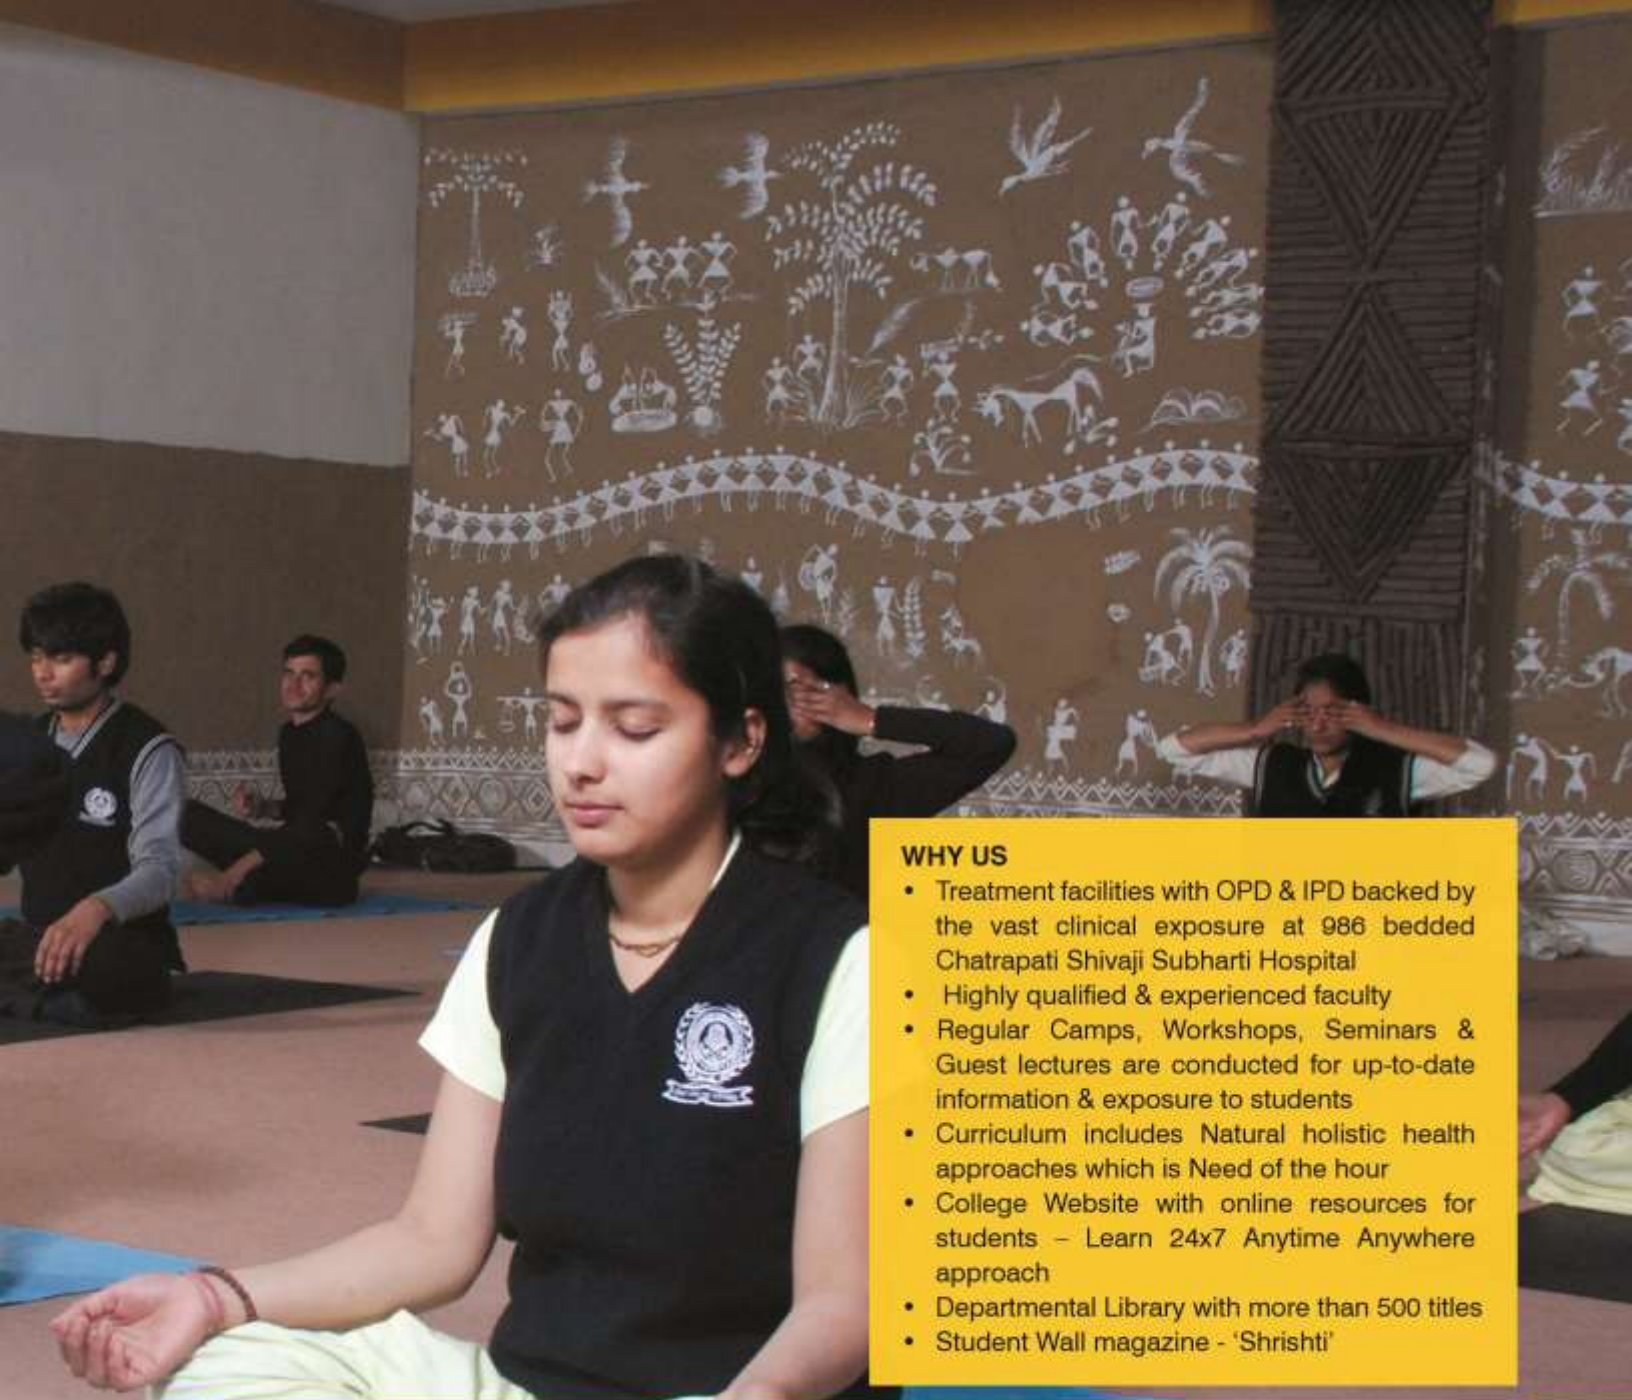 WHY US
• Treatment facilities with OPD & IPD backed by
the vast clinical exposure at 986 bedded
Chatrapati Shivaji Subharti Hospital
• Highly qualified & experienced faculty
• Regular Camps, Workshops, Seminars &
Guest lectures are conducted for up-to-date
information & exposure to students
• Curriculum includes Natural holistic health
approaches which is Need of the hour
• College Website with online resources for
students – Learn 24x7 Anytime Anywhere
approach
• Departmental Library with more than 500 titles
• Student Wall magazine - ‘Shrishti’